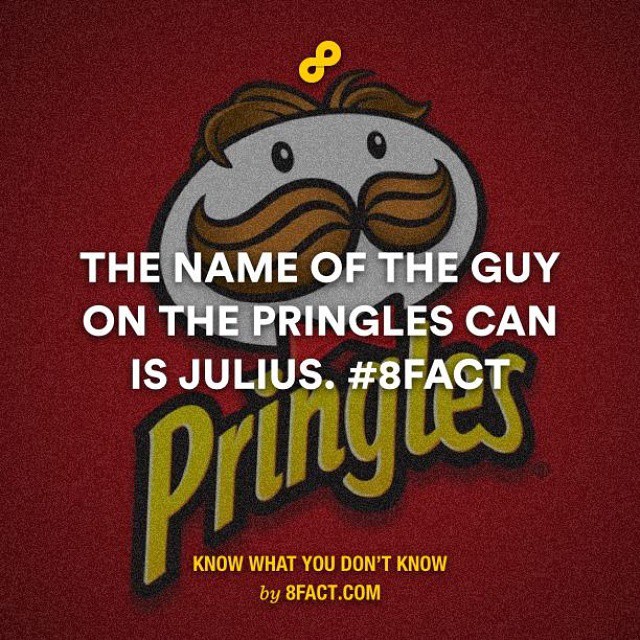 THE NAME OF THE GUY
ON THE PRINGLES CAN
IS JULIUS. #8FACT
Pringles
KNOW WHAT YOU DON'T KNOW
by 8FACT.COM